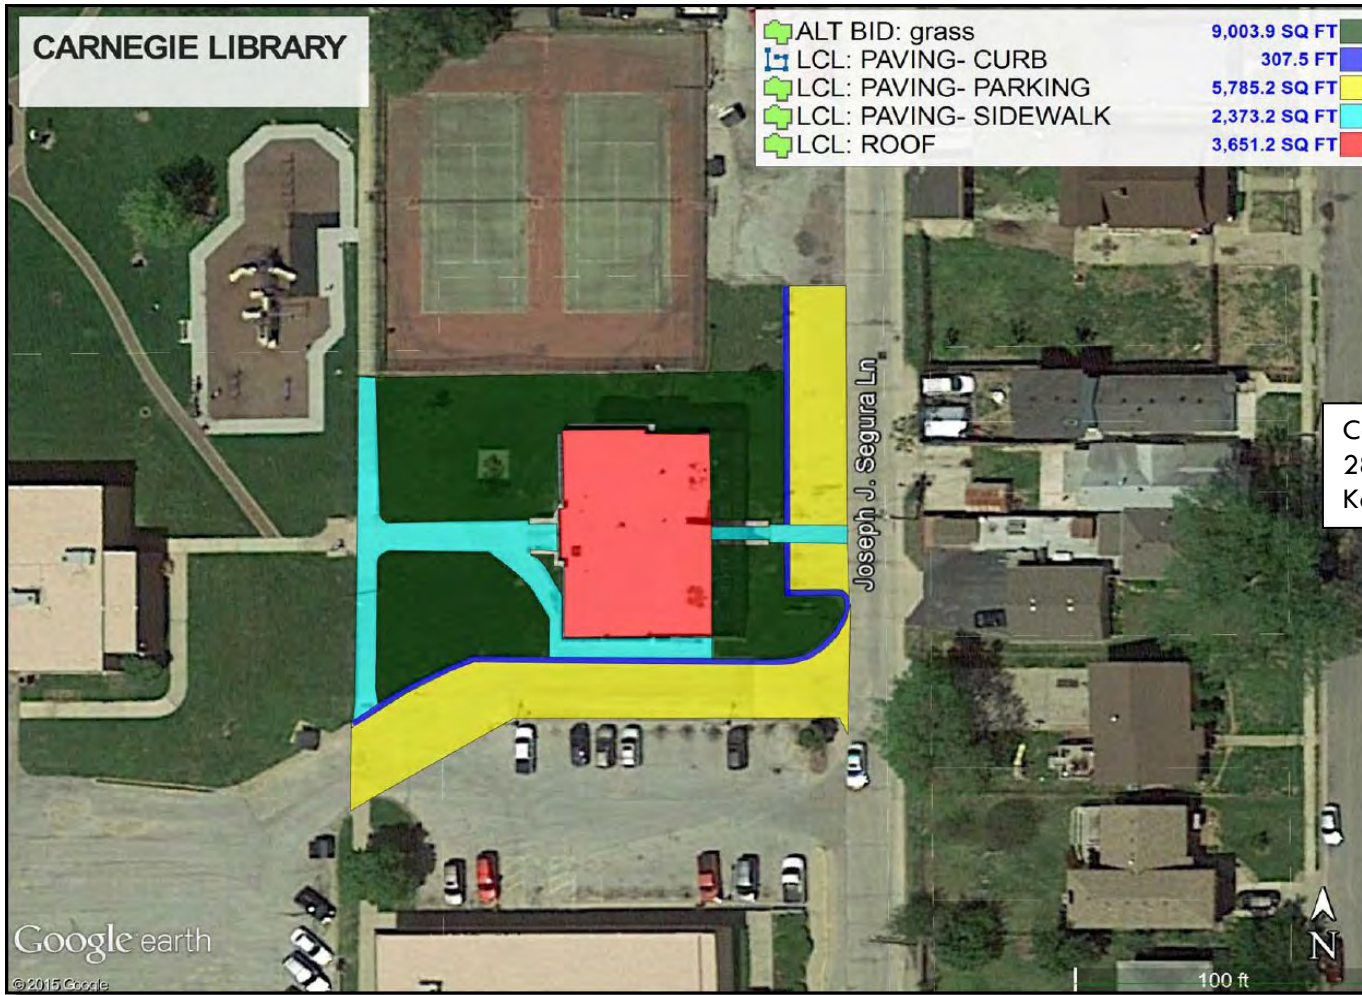 CARNEGIE LIBRARY
ALT BID: grass 9,003.9 SQ FT
LCL: PAVING- CURB 307.5 FT
LCL: PAVING- PARKING 5,785.2 SQ FT
LCL: PAVING- SIDEWALK 2,373.2 SQ FT
LCL: ROOF 3,651.2 SQ FT
Joseph J. Segura Ln
C
28
Google earth
© 2015 Google
N
100 ft